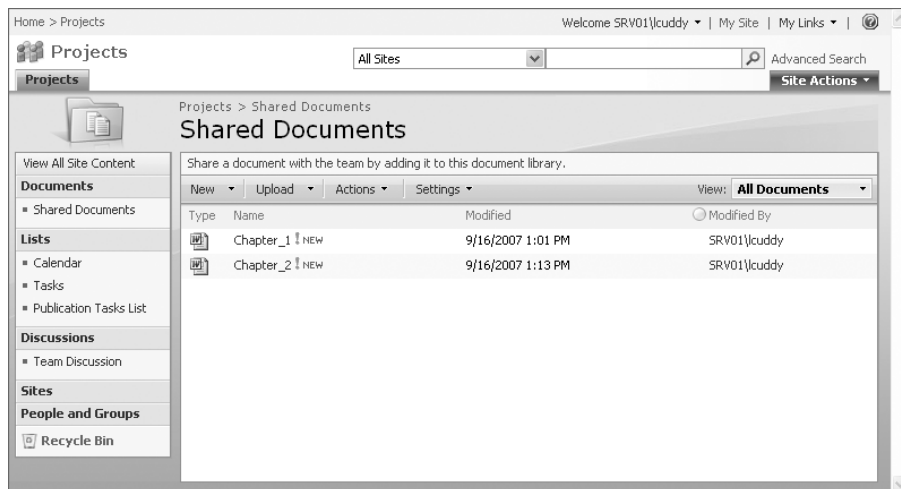 Home > Projects
Welcome SRV01\lcuddy | My Site | My Links |
Projects
All Sites
Advanced Search
Projects
Site Actions
Projects > Shared Documents
Shared Documents
View All Site Content
Documents
Shared Documents
Lists
Calendar
Tasks
Publication Tasks List
Discussions
Team Discussion
Sites
People and Groups
Recycle Bin
Share a document with the team by adding it to this document library.
New Upload Actions Settings View: All Documents
Type Name Modified Modified By
Chapter_1 ! NEW 9/16/2007 1:01 PM SRV01\lcuddy
Chapter_2 ! NEW 9/16/2007 1:13 PM SRV01\lcuddy